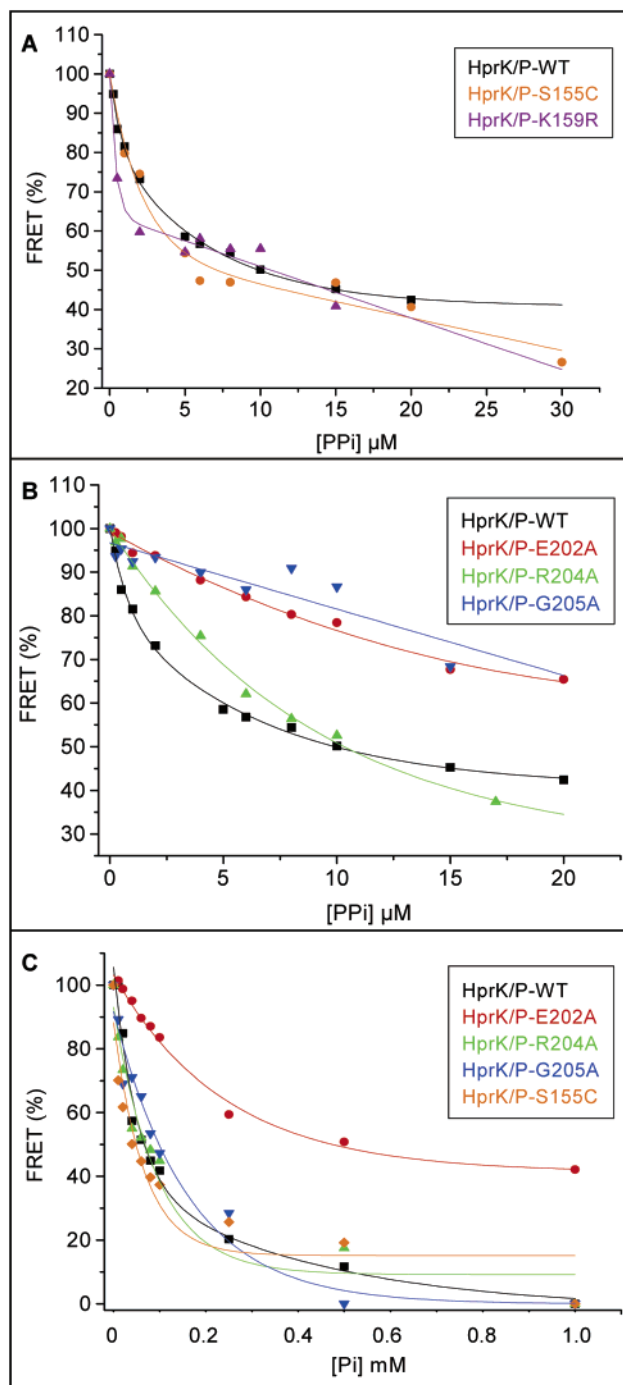 A
HprK/P-WT
HprK/P-S155C
HprK/P-K159R
FRET (%)
110
100
90
80
70
60
50
40
30
20
0 5 10 15 20 25 30
[PPi] µM
B
HprK/P-WT
HprK/P-E202A
HprK/P-R204A
HprK/P-G205A
FRET (%)
110
100
90
80
70
60
50
40
30
0 5 10 15 20
[PPi] µM
C
HprK/P-WT
HprK/P-E202A
HprK/P-R204A
HprK/P-G205A
HprK/P-S155C
FRET (%)
100
80
60
40
20
0
0 0.2 0.4 0.6 0.8 1.0
[Pi] mM